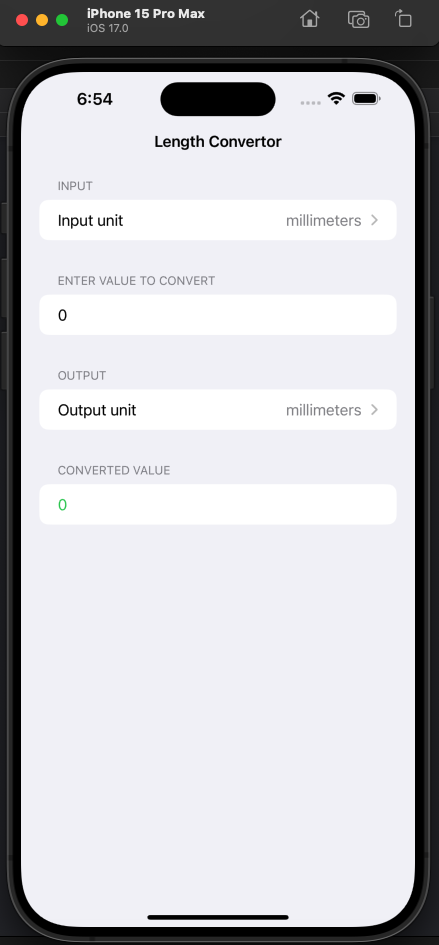 iPhone 15 Pro Max
iOS 17.0
6:54
Length Convertor
INPUT
Input unit millimeters
ENTER VALUE TO CONVERT
0
OUTPUT
Output unit millimeters
CONVERTED VALUE
0